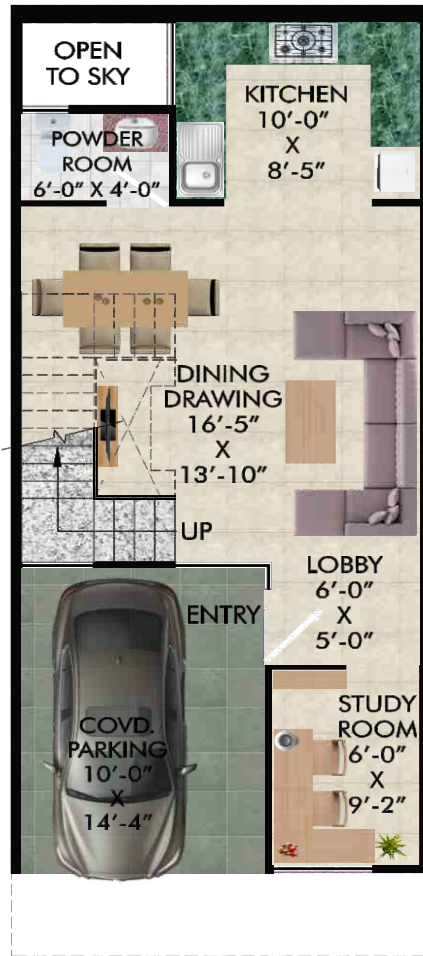 OPEN
TO SKY
KITCHEN
10'-0"
X
8'-5"
POWDER
ROOM
6'-0" X 4'-0"
DINING
DRAWING
16'-5"
X
13'-10"
UP
LOBBY
6'-0"
X
5'-0"
ENTRY
STUDY
ROOM
6'-0"
X
9'-2"
COVD.
PARKING
10'-0"
X
14'-4"